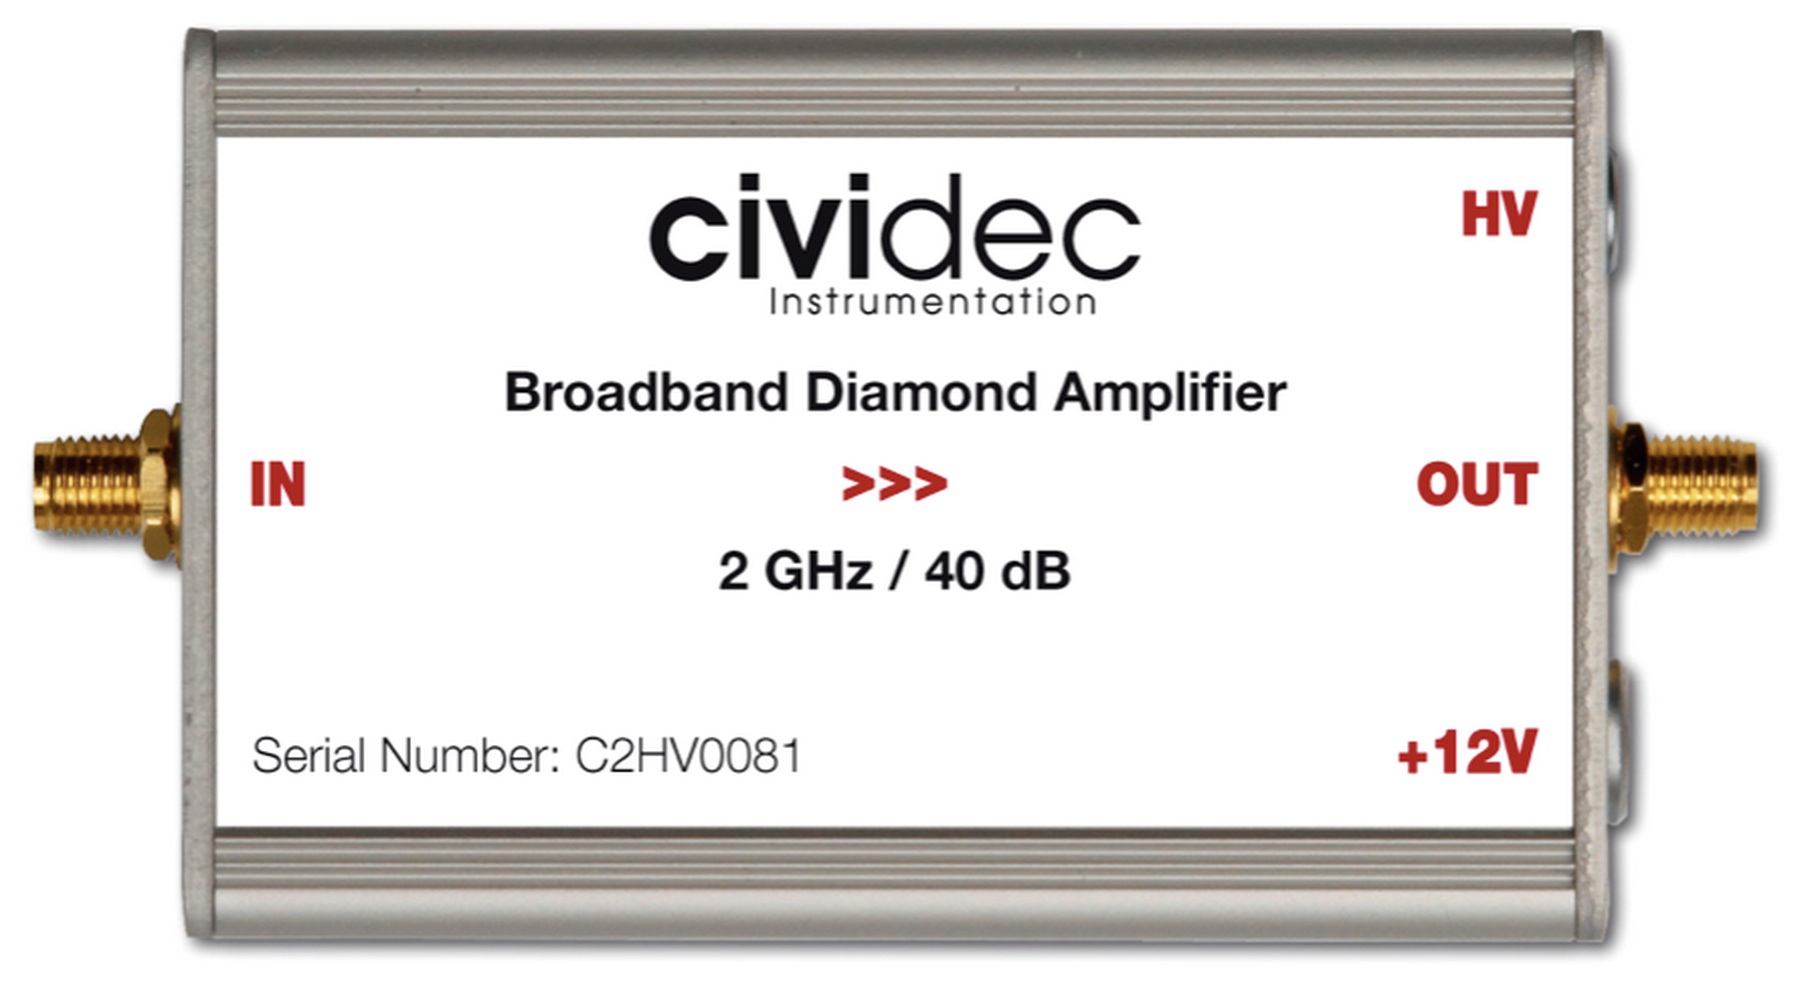 cividec
Instrumentation
HV
Broadband Diamond Amplifier
IN >>> OUT
2 GHz / 40 dB
Serial Number: C2HV0081
+12V